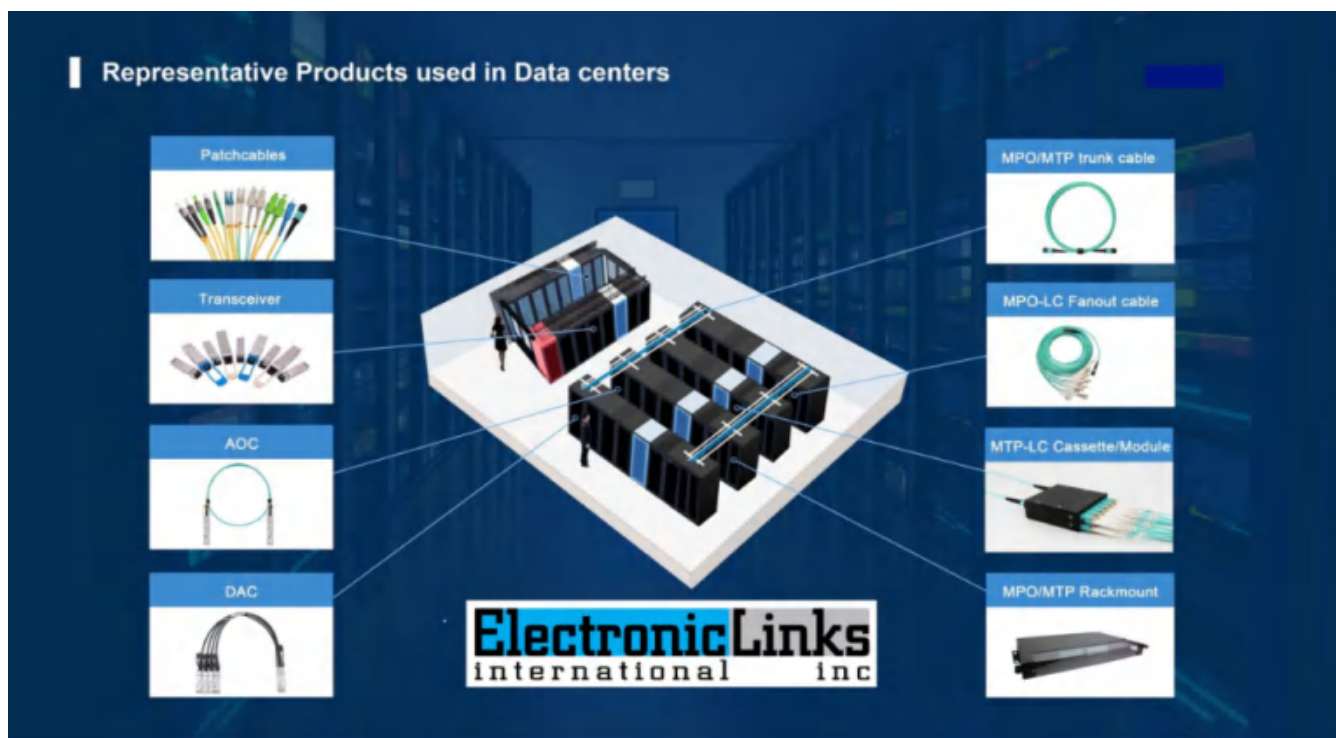 Representative Products used in Data centers
Patchcables
Transceiver
AOC
DAC
MPO/MTP trunk cable
MPO-LC Fanout cable
MTP-LC Cassette/Module
MPO/MTP Rackmount
ElectronicLinks
international inc